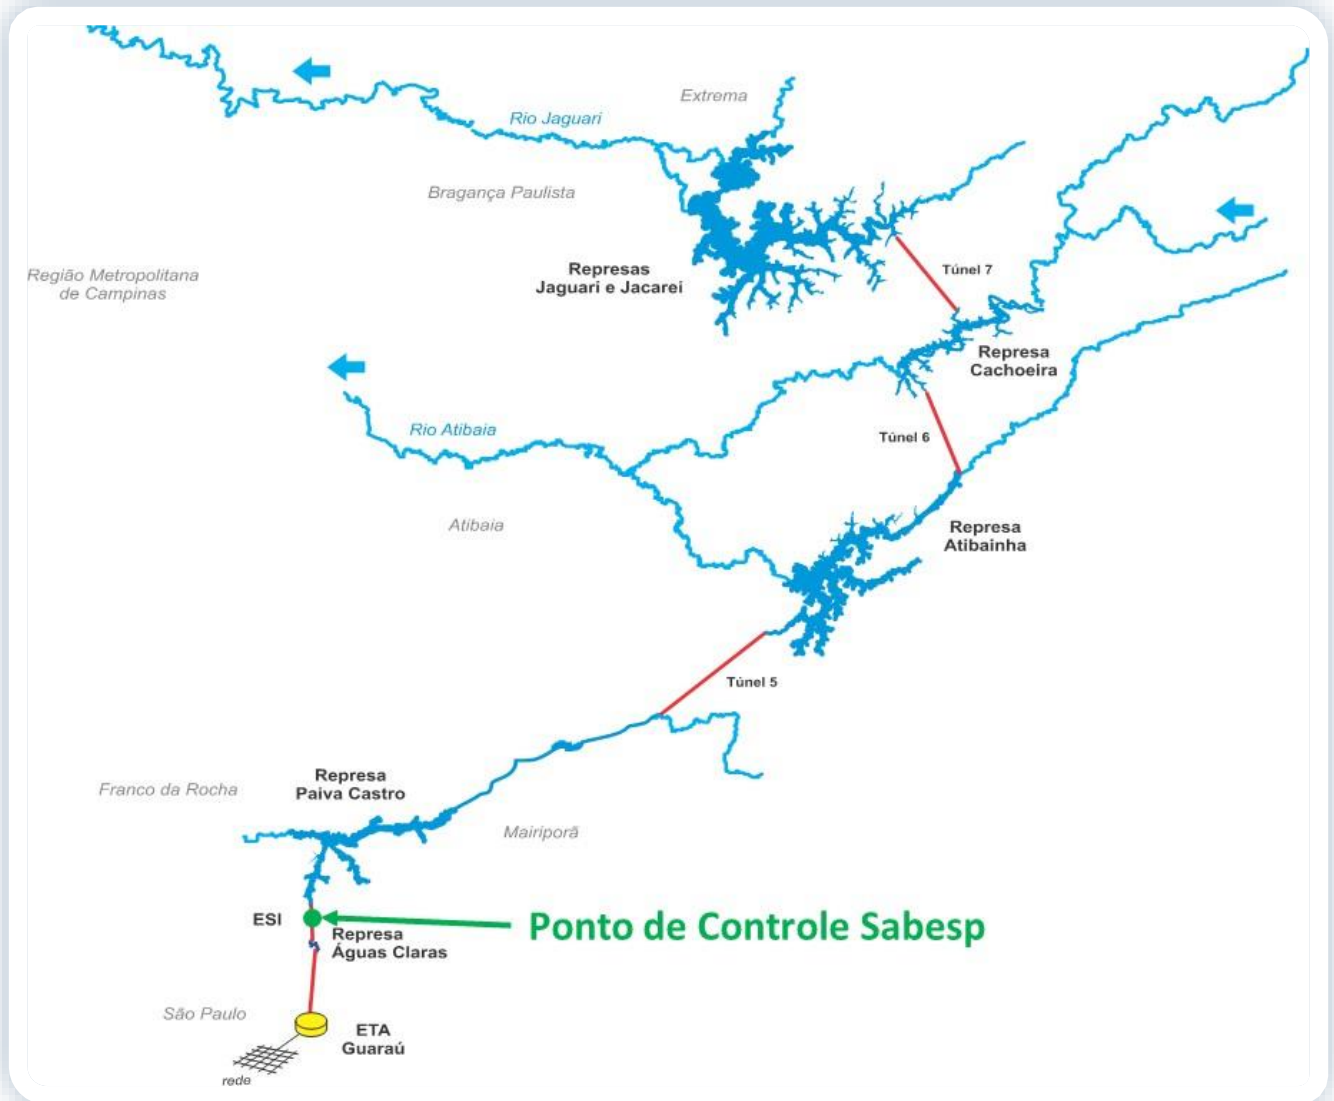 Extrema
Rio Jaguari
Bragança Paulista
Região Metropolitana
de Campinas
Represas
Jaguari e Jacarei
Túnel 7
Represa
Cachoeira
Rio Atibaia
Túnel 6
Atibaia
Represa
Atibainha
Túnel 5
Franco da Rocha
Represa
Paiva Castro
Mairiporã
ESI
Ponto de Controle Sabesp
Represa
Águas Claras
São Paulo
ETA
Guaraú
rede